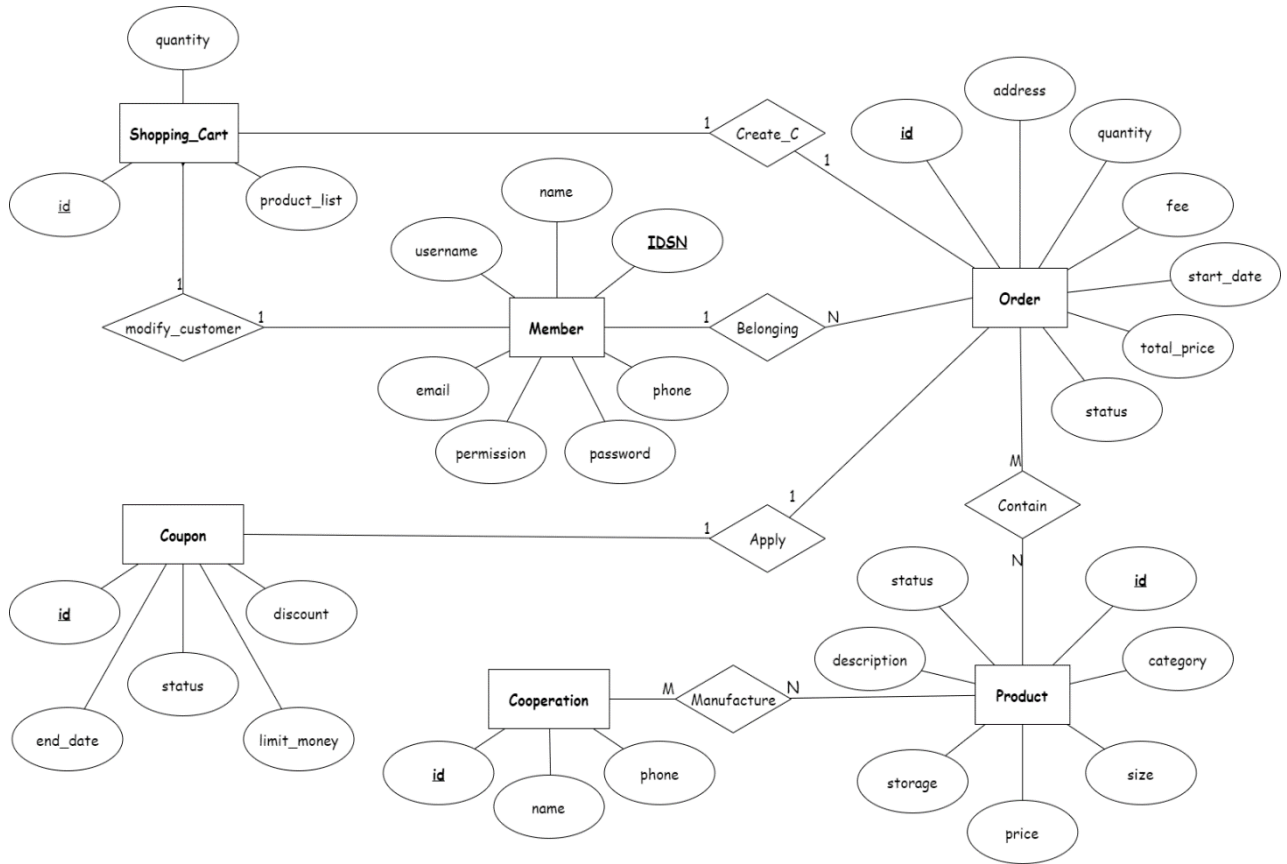 quantity
Shopping_Cart
id
product_list
1
Create_C
1
id
address
quantity
fee
start_date
total_price
status
Order
name
username
IDSN
1
modify_customer
1
Member
1
Belonging
N
email
permission
password
phone
M
Contain
N
Coupon
1
Apply
1
id
discount
status
end_date
limit_money
status
id
description
category
Cooperation
M
Manufacture
N
Product
id
name
phone
storage
price
size